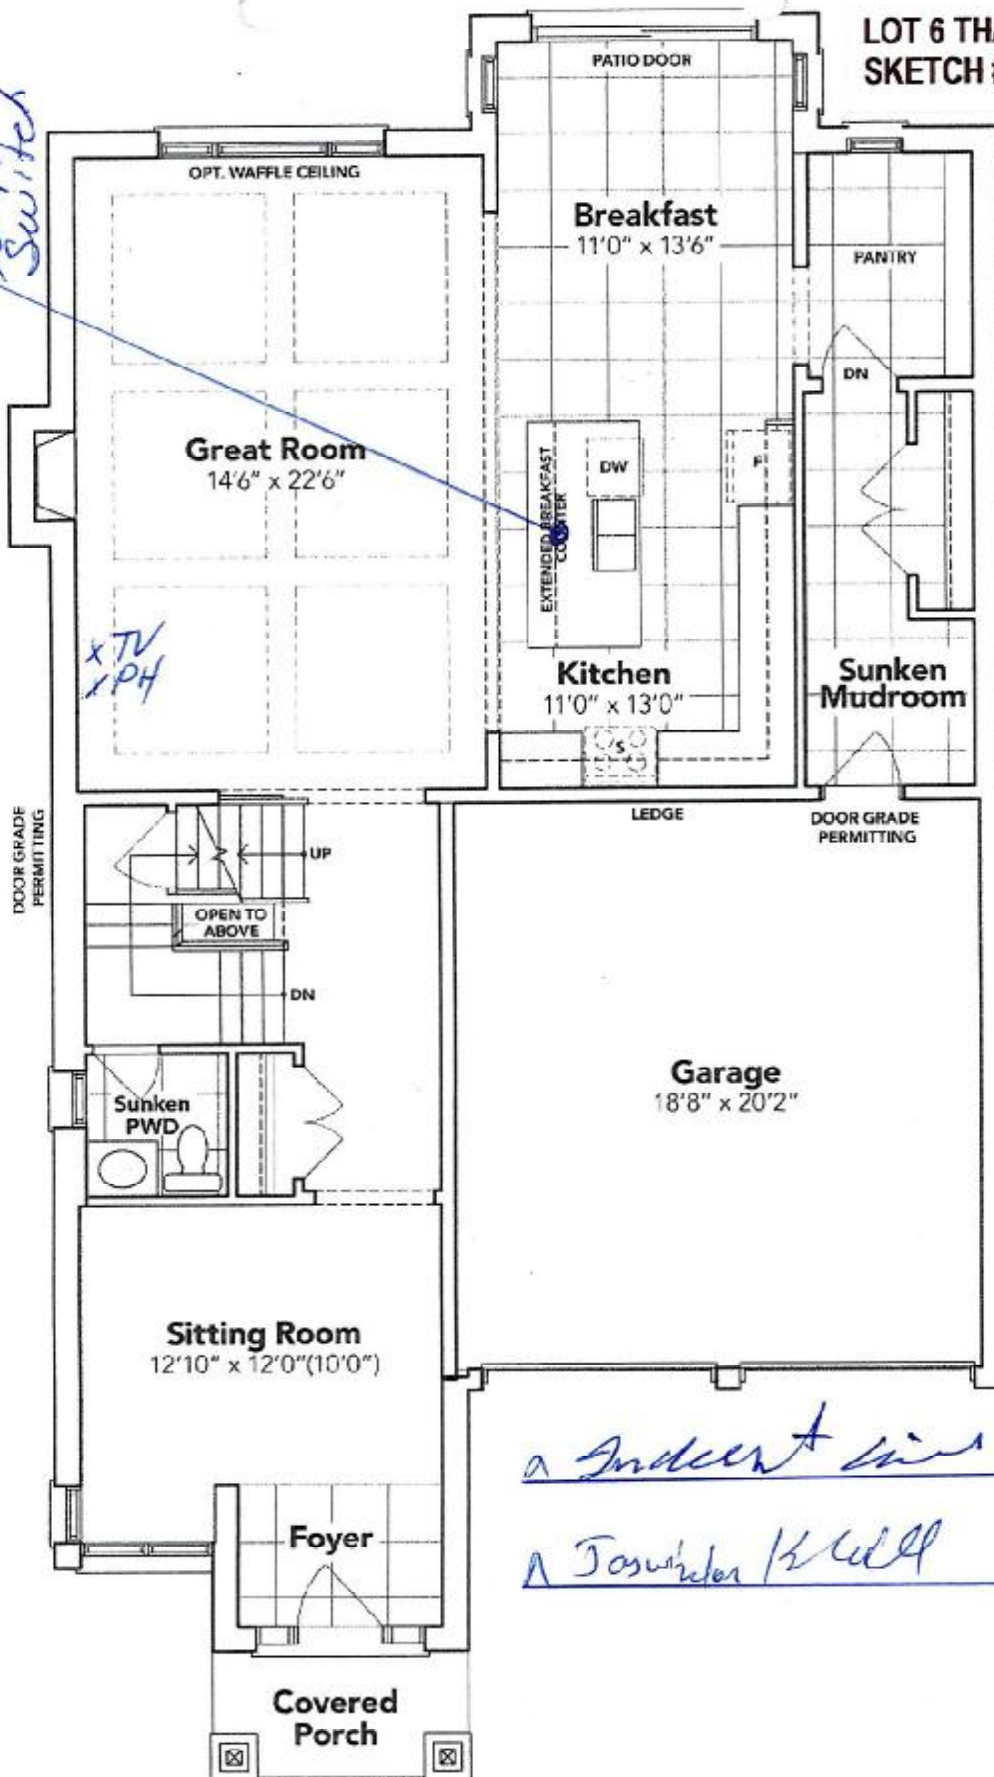 LOT 6 TH
SKETCH
Switch
PATIO DOOR
OPT. WAFFLE CEILING
Breakfast
11'0" x 13'6"
PANTRY
DN
Great Room
14'6" x 22'6"
EXTENDED BREAKFAST
DW
F
x TV
x PH
Kitchen
11'0" x 13'0"
S
Sunken
Mudroom
DOOR GRADE
PERMITTING
LEDGE
DOOR GRADE
PERMITTING
UP
OPEN TO
ABOVE
DN
Sunken
PWD
Garage
18'8" x 20'2"
Sitting Room
12'10" x 12'0"(10'0")
Foyer
Covered
Porch